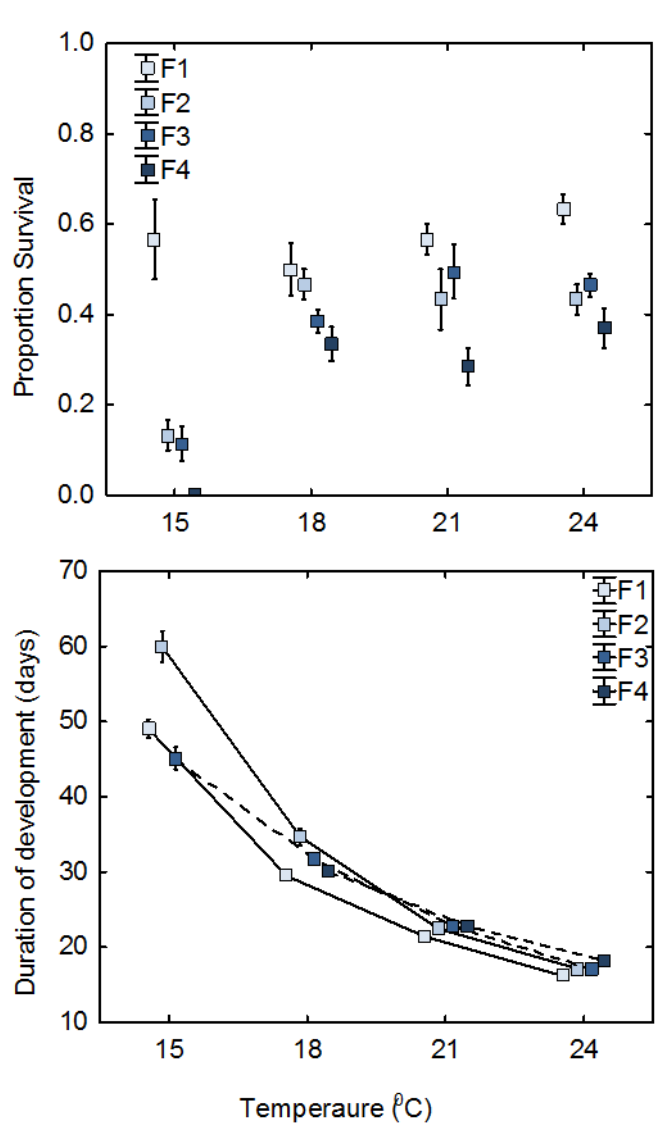 1.0
F1
F2
F3
F4
0.8
0.6
0.4
0.2
0.0
Proportion Survival
15 18 21 24
70
F1
F2
F3
F4
60
50
40
30
20
10
Duration of development (days)
15 18 21 24
Temperaure (⁰C)